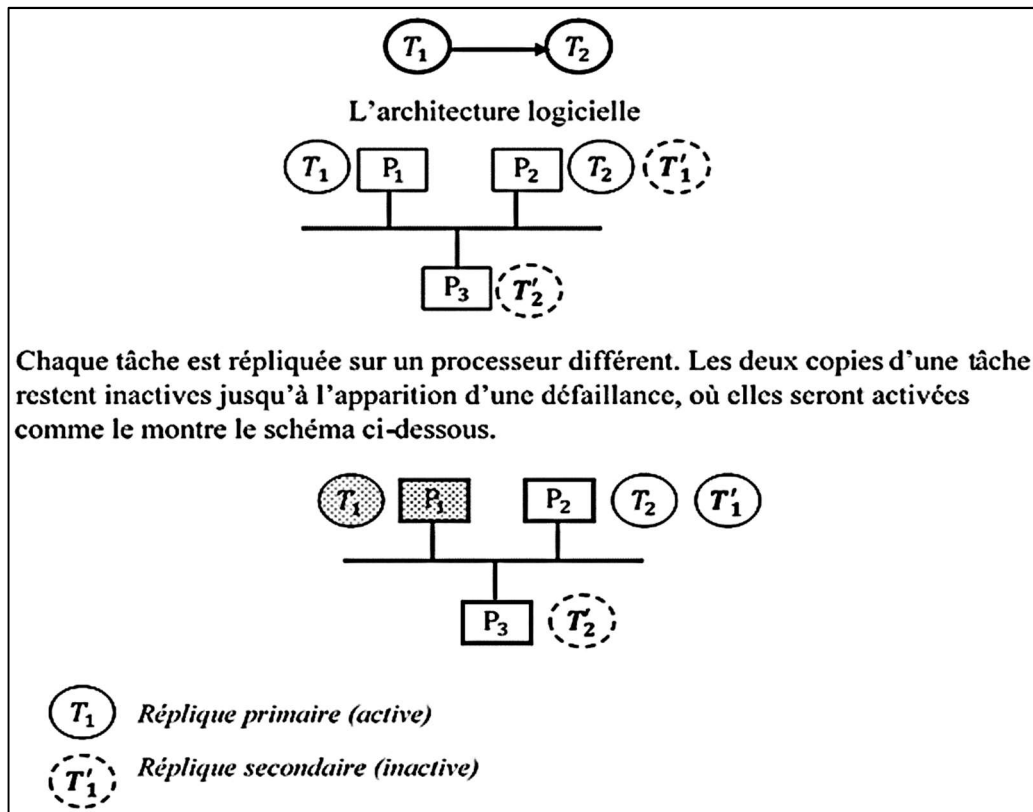 T₁ T₂
L'architecture logicielle
T₁ P₁ P₂ T₂ T'₁
P₃ T'₂
Chaque tâche est répliquée sur un processeur différent. Les deux copies d'une tâche
restent inactives jusqu'à l'apparition d'une défaillance, où elles seront activées
comme le montre le schéma ci-dessous.
T₁ P₁ P₂ T₂ T'₁
P₃ T'₂
T₁ Réplique primaire (active)
T'₁ Réplique secondaire (inactive)